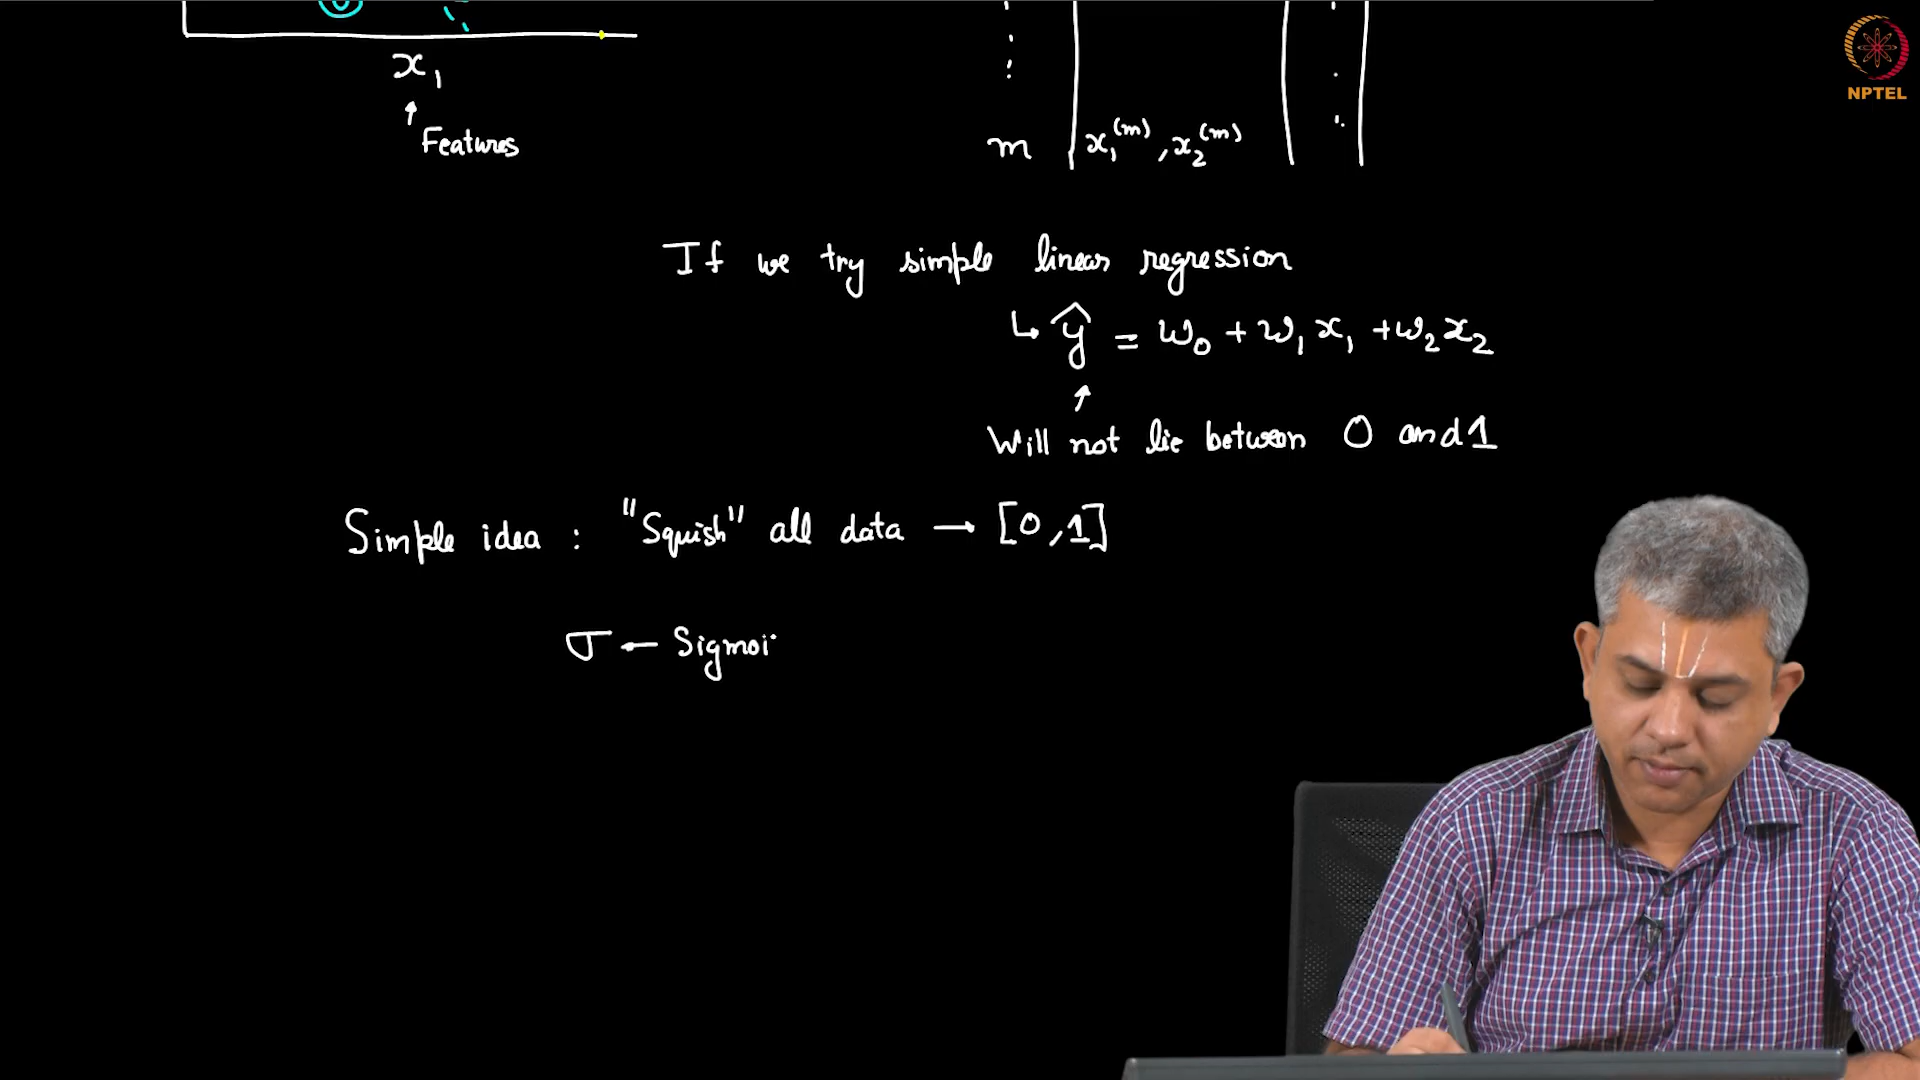 x₁
Features
NPTEL
m x₁⁽ᵐ⁾, x₂⁽ᵐ⁾
If we try simple linear regression
ŷ = w₀ + w₁x₁ + w₂x₂
Will not lie between 0 and 1
Simple idea : "Squish" all data → [0,1]
σ ← Sigmoi